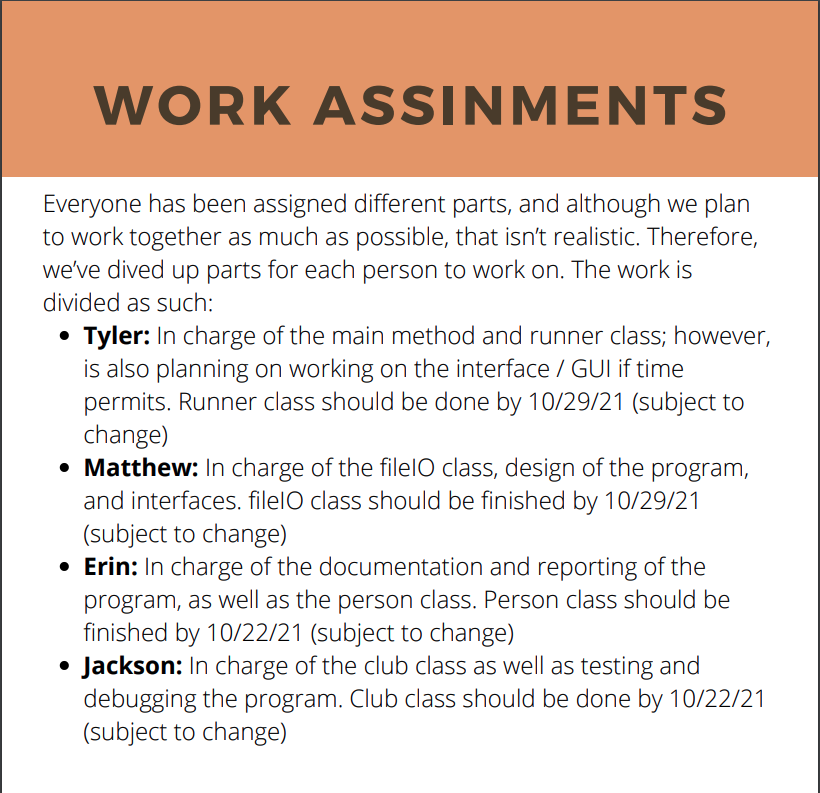 WORK ASSINMENTS
Everyone has been assigned different parts, and although we plan
to work together as much as possible, that isn't realistic. Therefore,
we've dived up parts for each person to work on. The work is
divided as such:
• Tyler: In charge of the main method and runner class; however,
is also planning on working on the interface / GUI if time
permits. Runner class should be done by 10/29/21 (subject to
change)
• Matthew: In charge of the fileIO class, design of the program,
and interfaces. fileIO class should be finished by 10/29/21
(subject to change)
• Erin: In charge of the documentation and reporting of the
program, as well as the person class. Person class should be
finished by 10/22/21 (subject to change)
• Jackson: In charge of the club class as well as testing and
debugging the program. Club class should be done by 10/22/21
(subject to change)